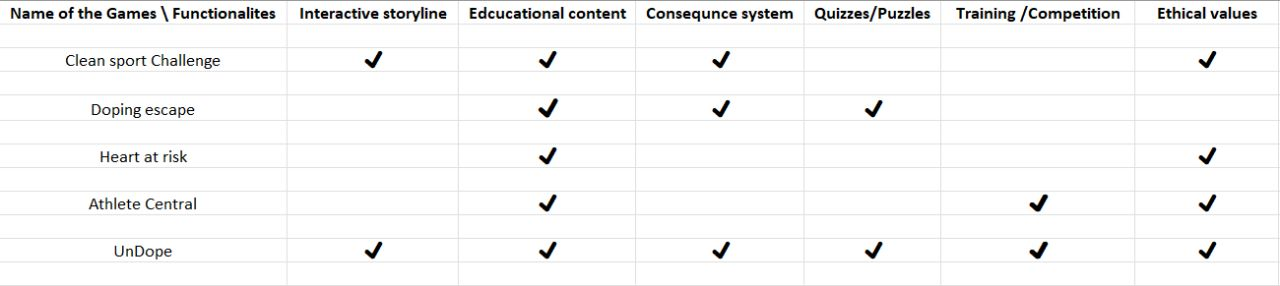 Name of the Games \ Functionalites Interactive storyline Edcucational content Consequnce system Quizzes/Puzzles Training /Competition Ethical values
Clean sport Challenge ✔ ✔ ✔ ✔
Doping escape ✔ ✔ ✔
Heart at risk ✔ ✔
Athlete Central ✔ ✔ ✔
UnDope ✔ ✔ ✔ ✔ ✔ ✔